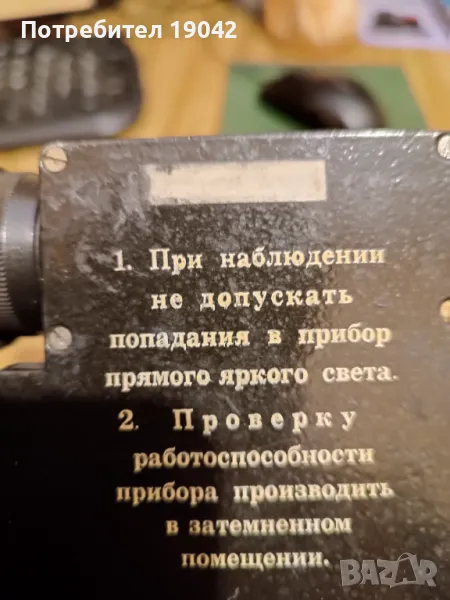 Потребител 19042
1. При наблюдении
не допускать
попадания в прибор
прямого яркого света.
2. Проверку
работоспособности
прибора производить
в затемненном
помещении.
BAZAR